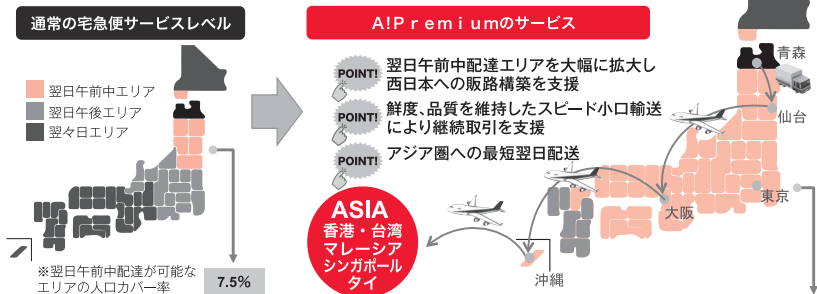 通常の宅急便サービスレベル
翌日午前中エリア
翌日午後エリア
翌々日エリア
※翌日午前中配達が可能な
エリアの人口カバー率
7.5%
A!Premiumのサービス
POINT!
翌日午前中配達エリアを大幅に拡大し
西日本への販路構築を支援
POINT!
鮮度、品質を維持したスピード小口輸送
により継続取引を支援
POINT!
アジア圏への最短翌日配送
ASIA
香港・台湾
マレーシア
シンガポール
タイ
青森
仙台
東京
大阪
沖縄